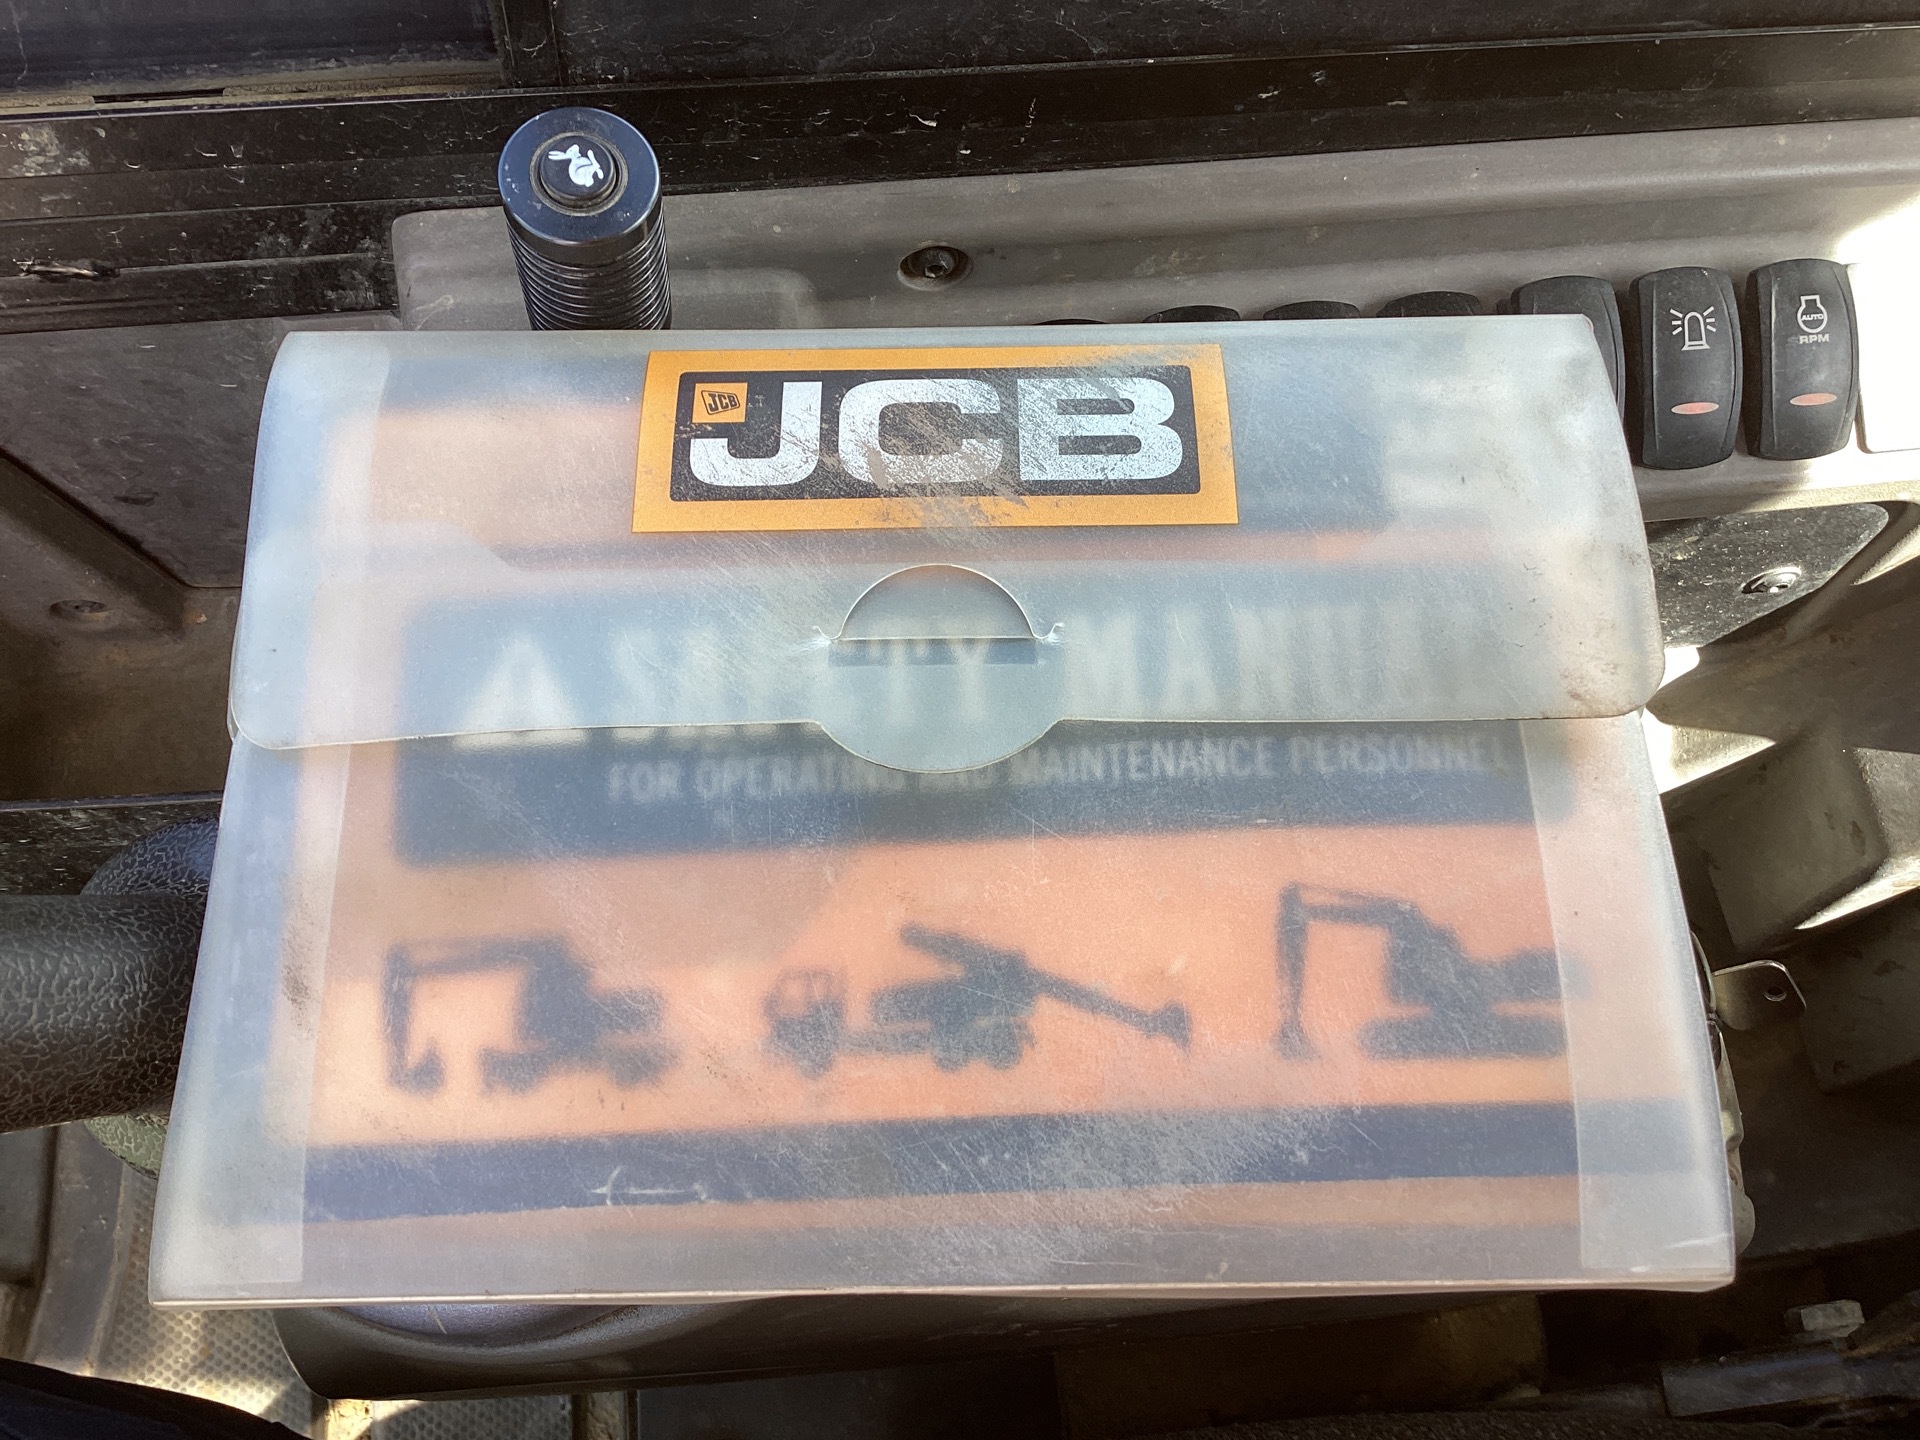 JCB
JCB
AUTO
RPM
SAFETY MANUAL
FOR OPERATING AND MAINTENANCE PERSONNEL